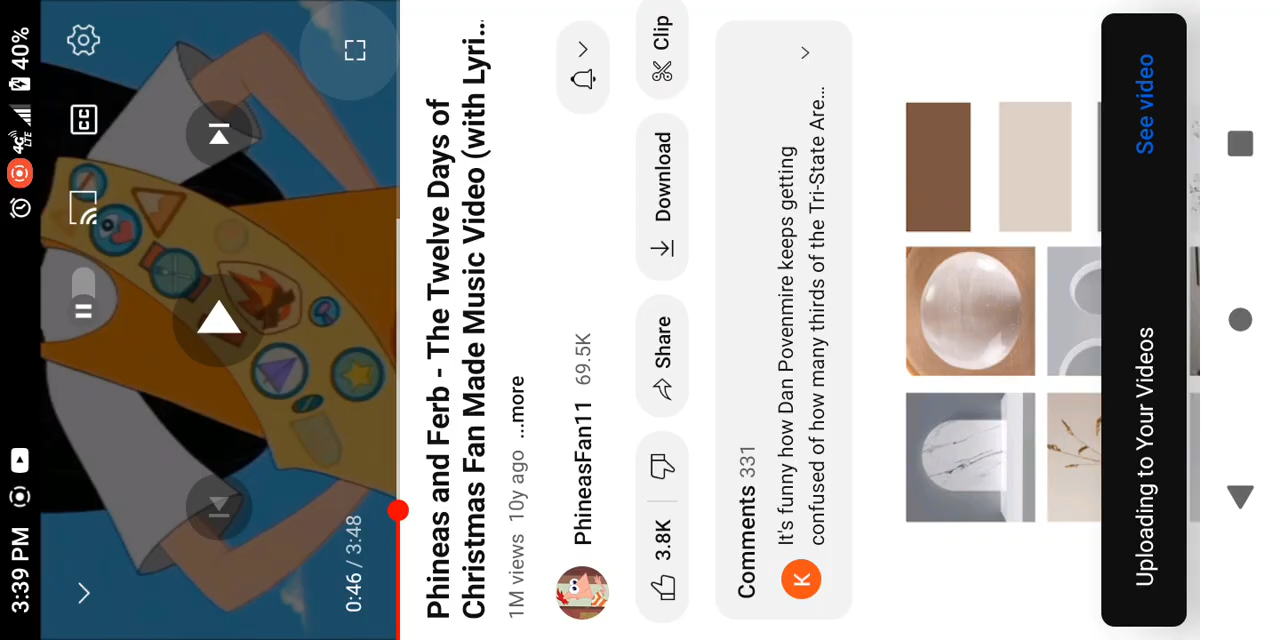 3:39 PM
4G
LTE
40%
CC
0:46 / 3:48
Phineas and Ferb - The Twelve Days of
Christmas Fan Made Music Video (with Lyri...
1M views 10y ago ...more
PhineasFan11 69.5K
3.8K
Share
Download
Clip
Comments 331
K
It's funny how Dan Povenmire keeps getting
confused of how many thirds of the Tri-State Are...
Uploading to Your Videos
See video